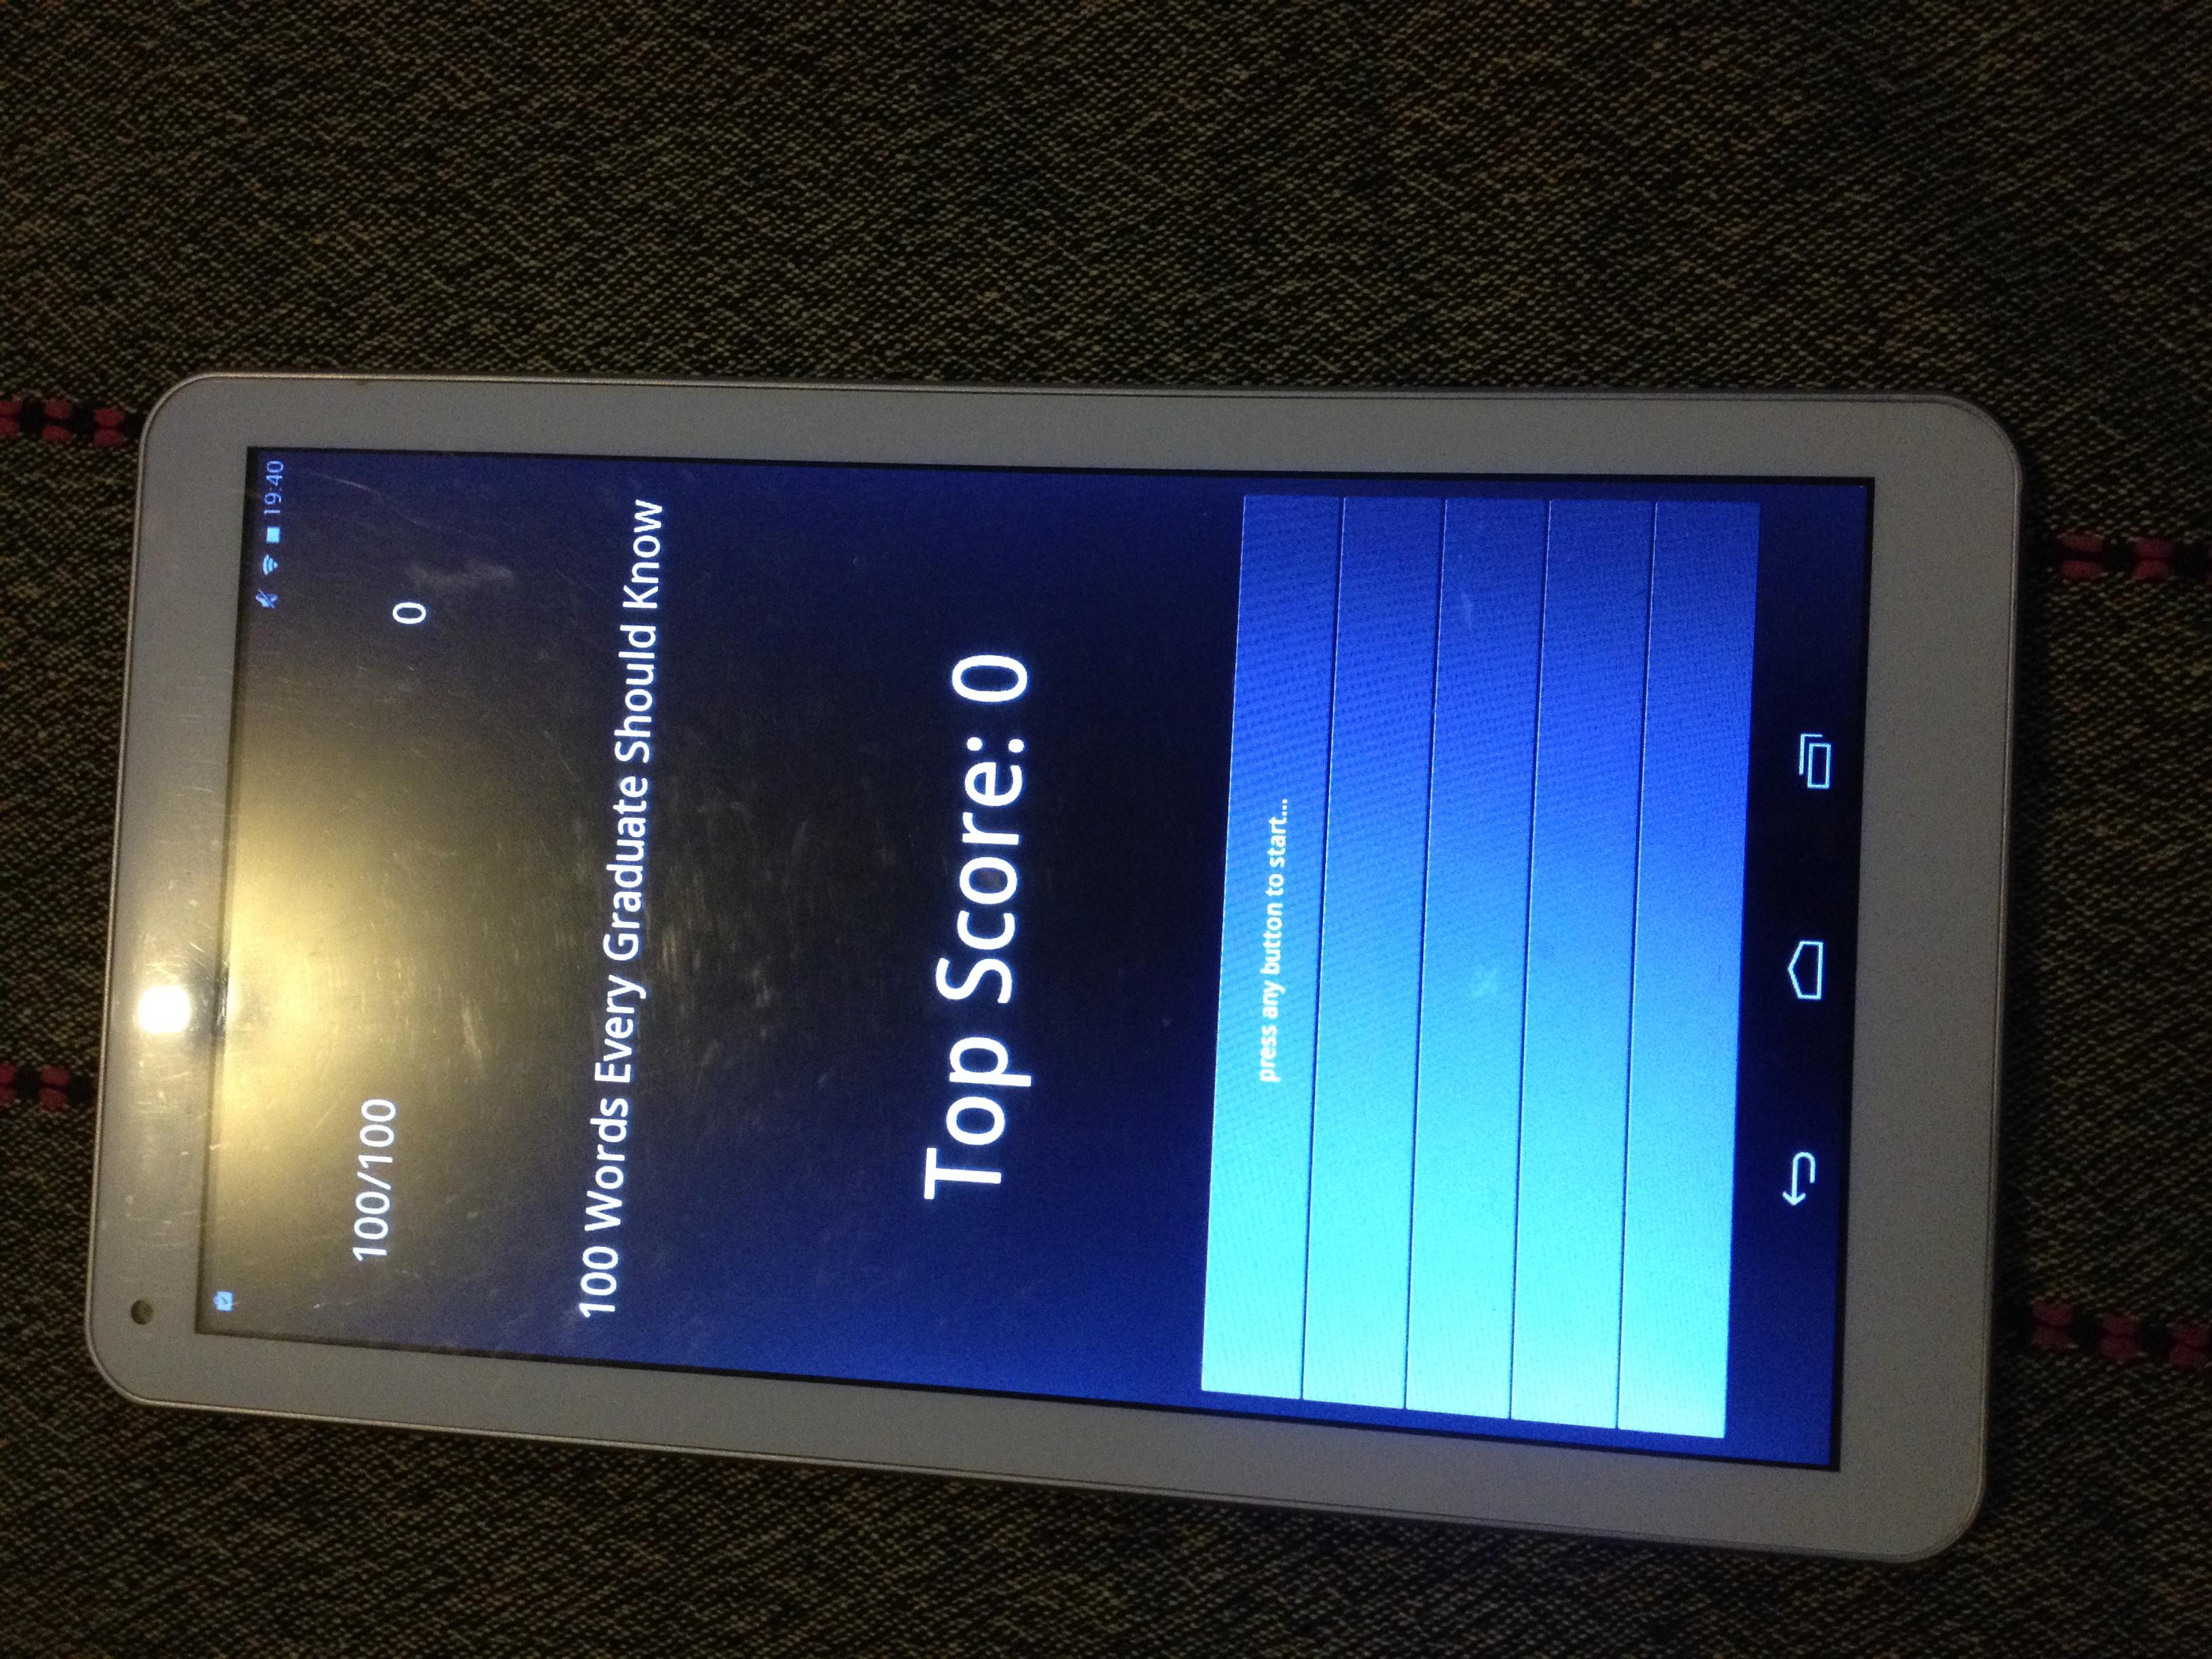 19:40
100/100 0
100 Words Every Graduate Should Know
Top Score: 0
press any button to start...